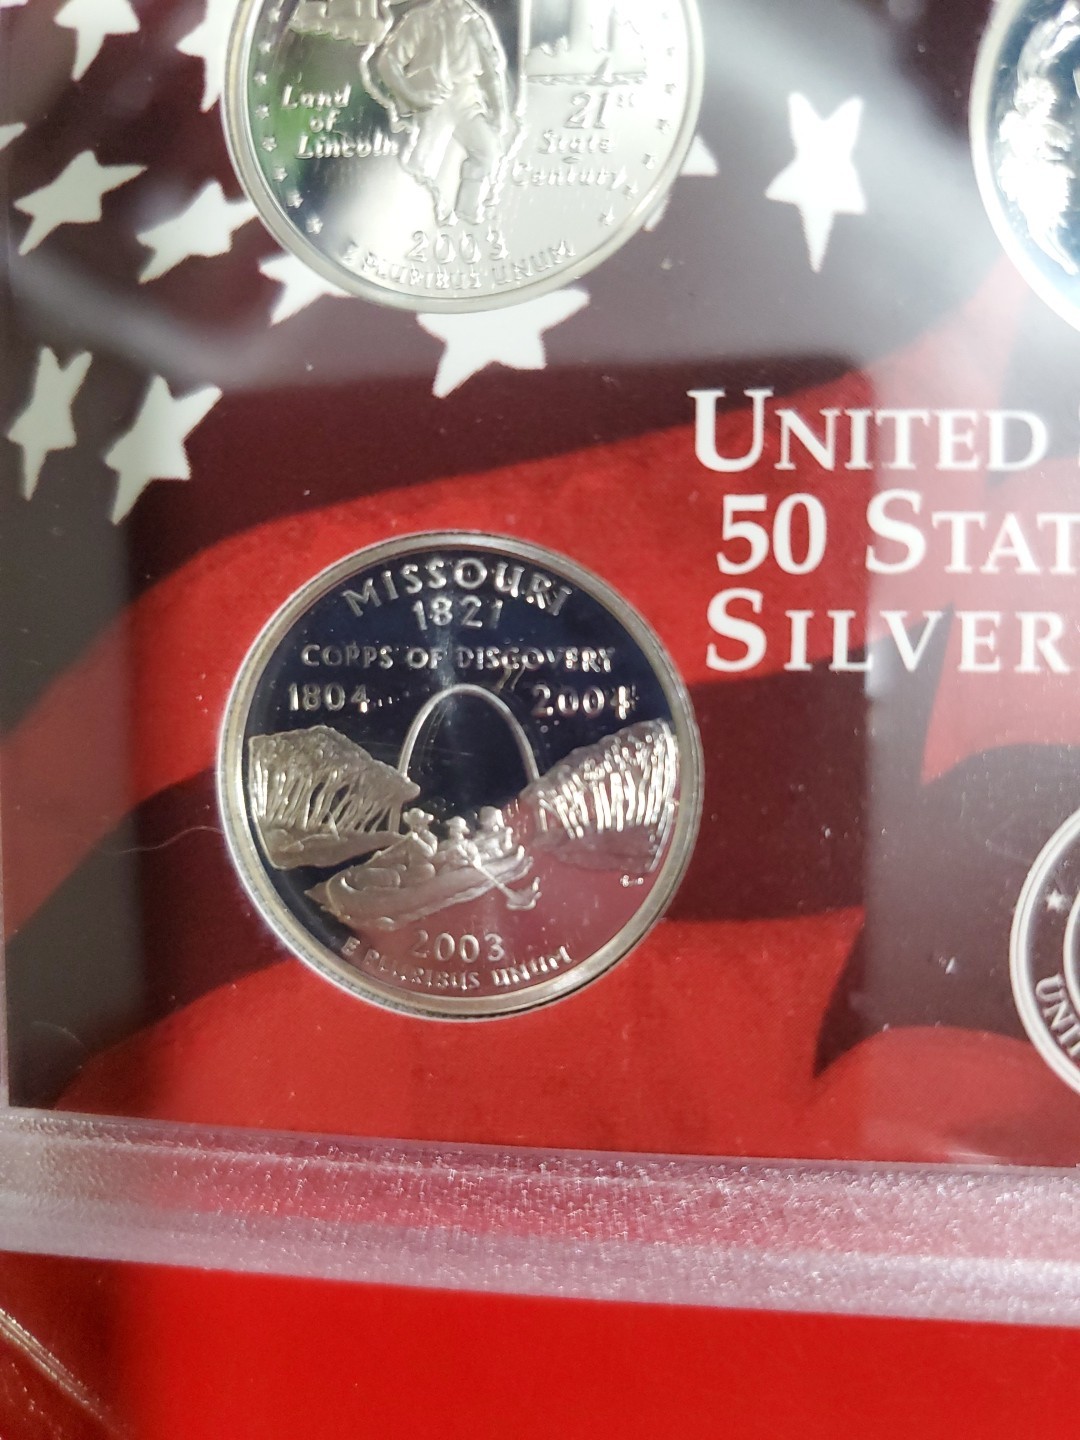 Land
of
Lincoln
21st
State
Century
2003
E PLURIBUS UNUM
UNITED
50 STAT
SILVER
MISSOURI
1821
CORPS OF DISCOVERY
1804 2004
2003
E PLURIBUS UNUM
UNIT